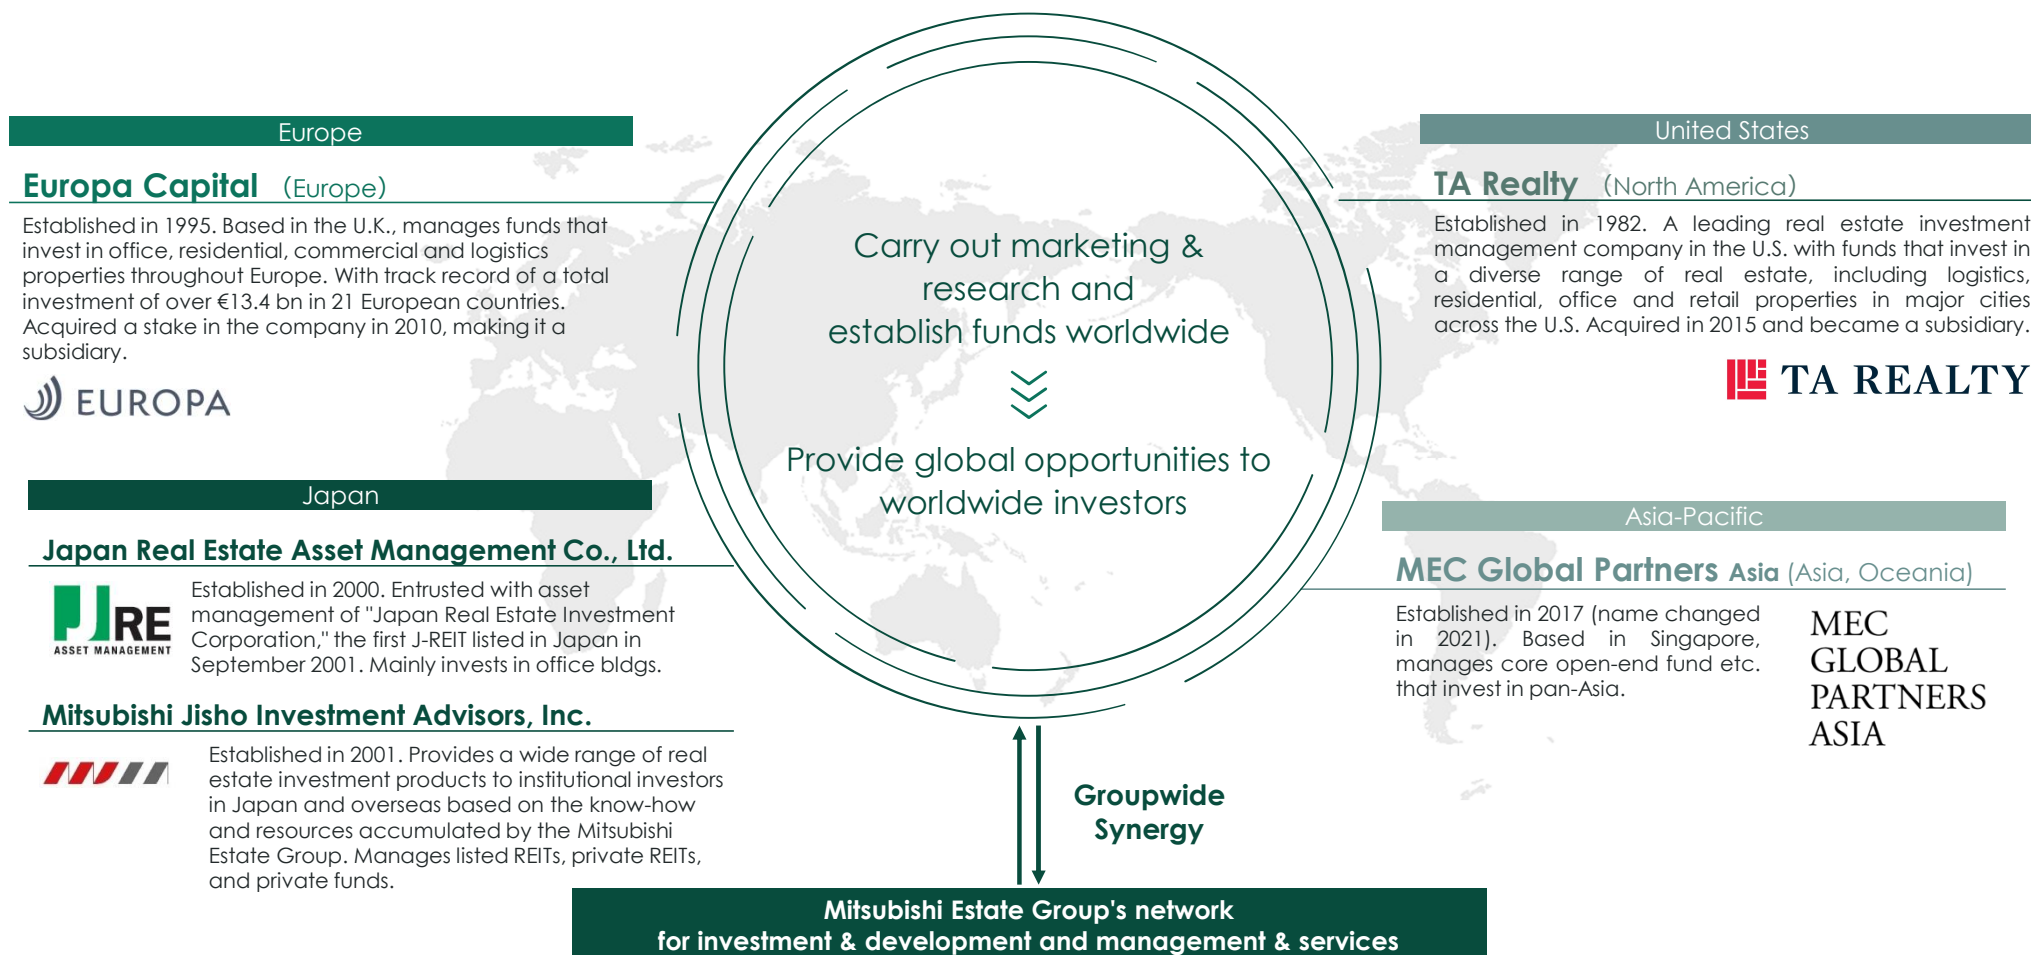 Europe
Europa Capital （Europe）
Established in 1995. Based in the U.K., manages funds that
invest in office, residential, commercial and logistics
properties throughout Europe. With track record of a total
investment of over €13.4 bn in 21 European countries.
Acquired a stake in the company in 2010, making it a
subsidiary.
EUROPA
Japan
Japan Real Estate Asset Management Co., Ltd.
JRE
ASSET MANAGEMENT
Established in 2000. Entrusted with asset
management of "Japan Real Estate Investment
Corporation," the first J-REIT listed in Japan in
September 2001. Mainly invests in office bldgs.
Mitsubishi Jisho Investment Advisors, Inc.
Established in 2001. Provides a wide range of real
estate investment products to institutional investors
in Japan and overseas based on the know-how
and resources accumulated by the Mitsubishi
Estate Group. Manages listed REITs, private REITs,
and private funds.
Carry out marketing &
research and
establish funds worldwide
Provide global opportunities to
worldwide investors
United States
TA Realty （North America）
Established in 1982. A leading real estate investment
management company in the U.S. with funds that invest in
a diverse range of real estate, including logistics,
residential, office and retail properties in major cities
across the U.S. Acquired in 2015 and became a subsidiary.
TA REALTY
Asia-Pacific
MEC Global Partners Asia (Asia, Oceania)
Established in 2017 (name changed
in 2021). Based in Singapore,
manages core open-end fund etc.
that invest in pan-Asia.
MEC
GLOBAL
PARTNERS
ASIA
Groupwide
Synergy
Mitsubishi Estate Group's network
for investment & development and management & services